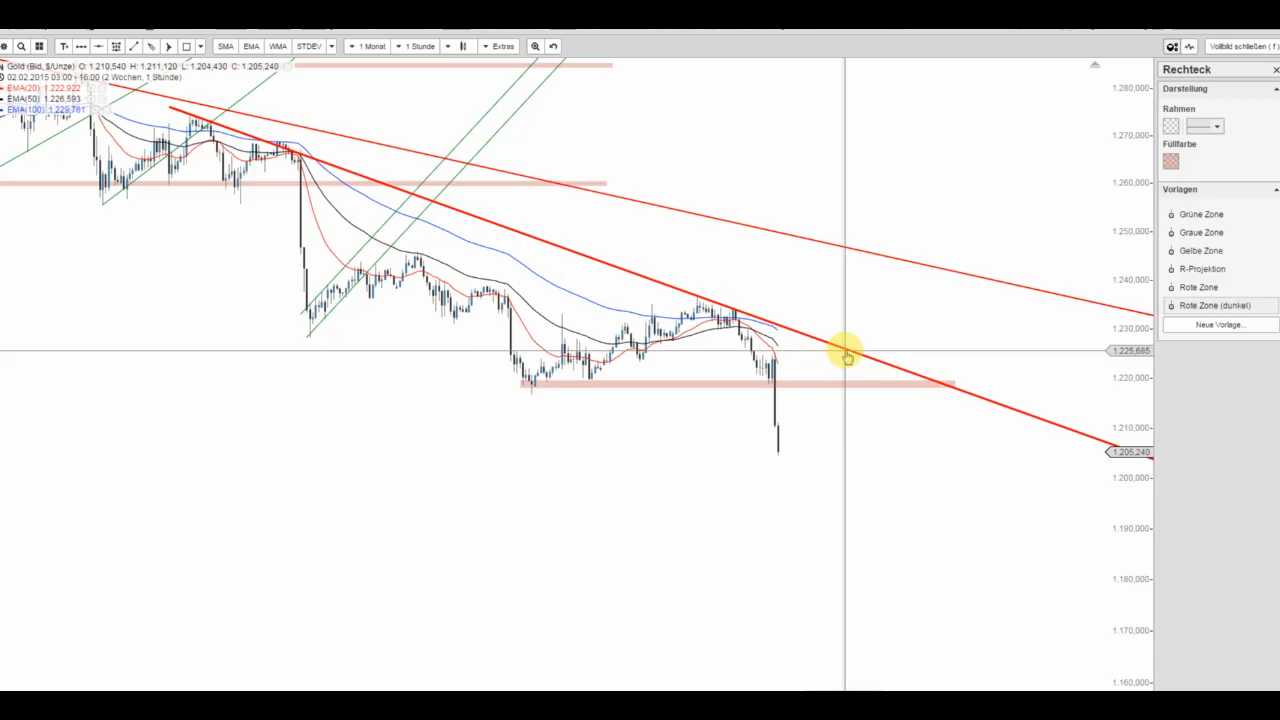 SMA EMA WMA STDEV 1 Monat 1 Stunde Extras Vollbild schließen ( f )
Gold (Bid, $/Unze) O: 1.210,540 H: 1.211,120 L: 1.204,430 C: 1.205,240
02.02.2015 03:00 - 16:00 (2 Wochen, 1 Stunde)
EMA(20) 1.222,922
EMA(50) 1.226,593
EMA(100) 1.229,761
1.280,000
1.270,000
1.260,000
1.250,000
1.240,000
1.230,000
1.225,685
1.220,000
1.210,000
1.205,240
1.200,000
1.190,000
1.180,000
1.170,000
1.160,000
Rechteck
Darstellung
Rahmen
Füllfarbe
Vorlagen
Grüne Zone
Graue Zone
Gelbe Zone
R-Projektion
Rote Zone
Rote Zone (dunkel)
Neue Vorlage...